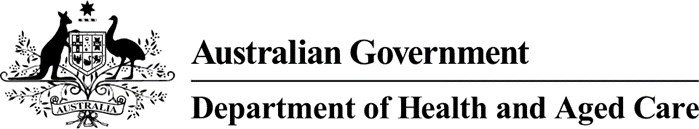 Australian Government
Department of Health and Aged Care
AUSTRALIA